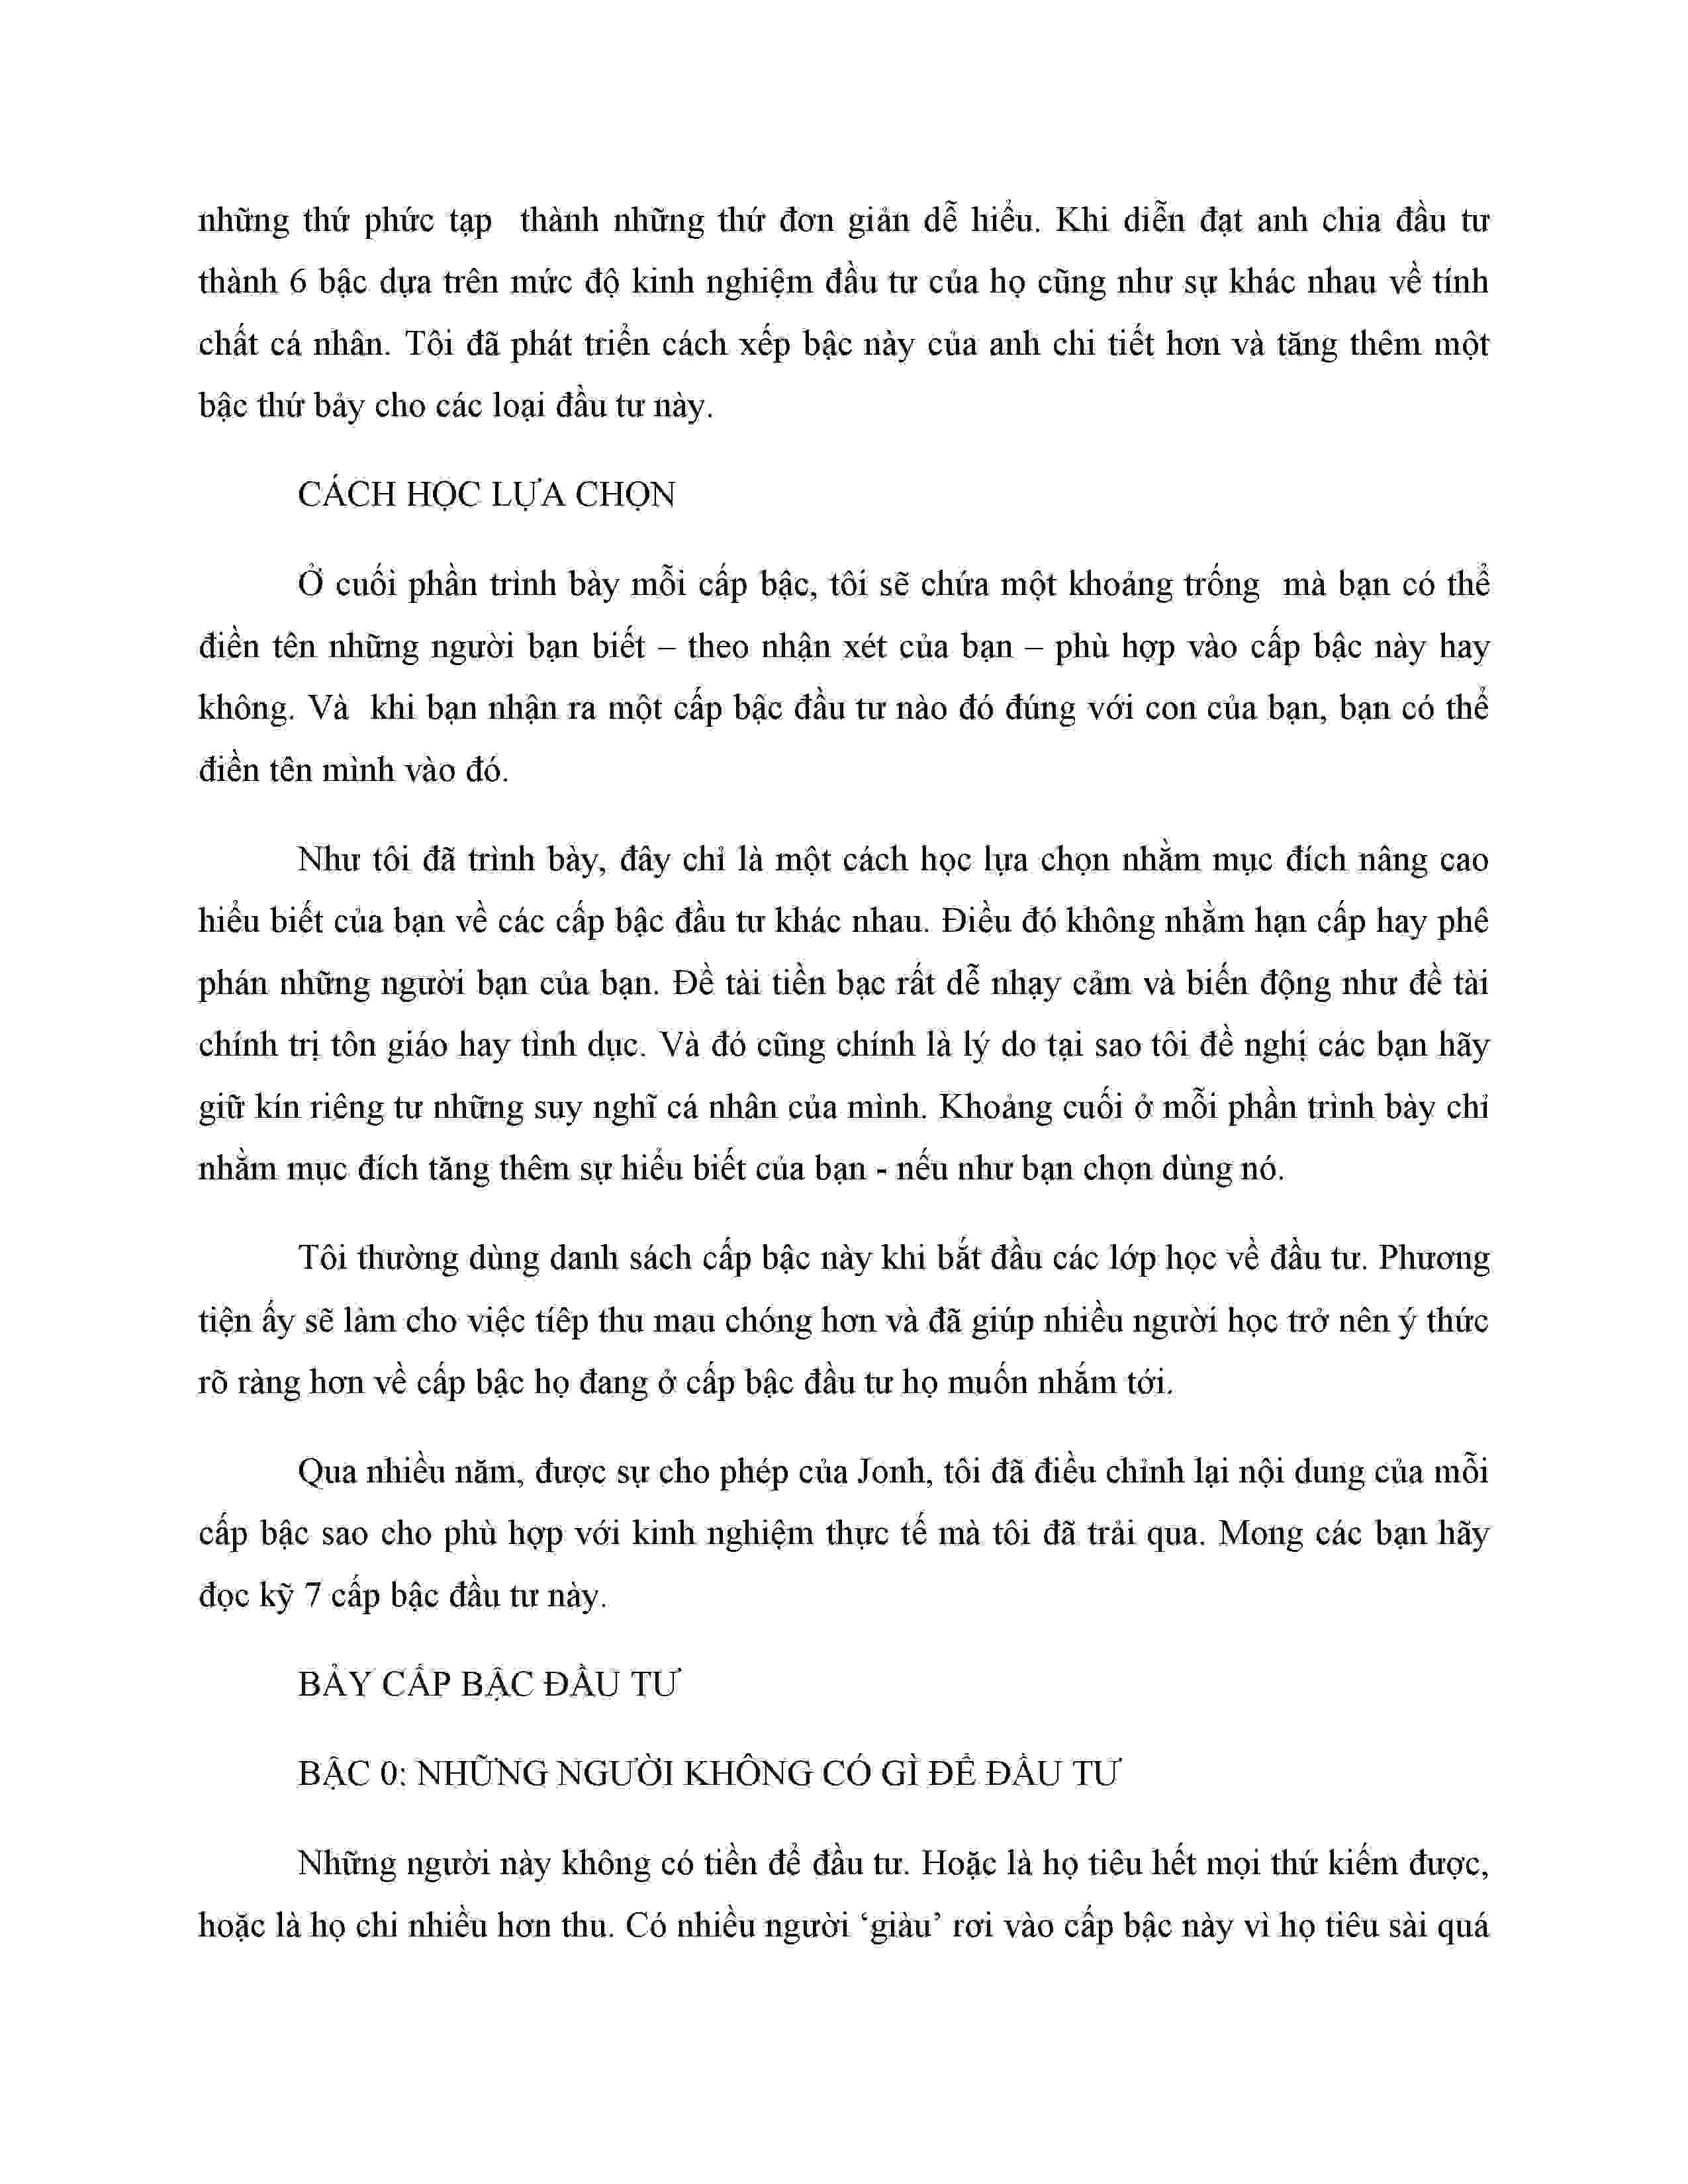 những thứ phức tạp  thành những thứ đơn giản dễ hiểu. Khi diễn đạt anh chia đầu tư
thành 6 bậc dựa trên mức độ kinh nghiệm đầu tư của họ cũng như sự khác nhau về tính
chất cá nhân. Tôi đã phát triển cách xếp bậc này của anh chi tiết hơn và tăng thêm một
bậc thứ bảy cho các loại đầu tư này.
CÁCH HỌC LỰA CHỌN
Ở cuối phần trình bày mỗi cấp bậc, tôi sẽ chứa một khoảng trống  mà bạn có thể
điền tên những người bạn biết – theo nhận xét của bạn – phù hợp vào cấp bậc này hay
không. Và  khi bạn nhận ra một cấp bậc đầu tư nào đó đúng với con của bạn, bạn có thể
điền tên mình vào đó.
Như tôi đã trình bày, đây chỉ là một cách học lựa chọn nhằm mục đích nâng cao
hiểu biết của bạn về các cấp bậc đầu tư khác nhau. Điều đó không nhằm hạn cấp hay phê
phán những người bạn của bạn. Đề tài tiền bạc rất dễ nhạy cảm và biến động như đề tài
chính trị tôn giáo hay tình dục. Và đó cũng chính là lý do tại sao tôi đề nghị các bạn hãy
giữ kín riêng tư những suy nghĩ cá nhân của mình. Khoảng cuối ở mỗi phần trình bày chỉ
nhằm mục đích tăng thêm sự hiểu biết của bạn - nếu như bạn chọn dùng nó.
Tôi thường dùng danh sách cấp bậc này khi bắt đầu các lớp học về đầu tư. Phương
tiện ấy sẽ làm cho việc tíêp thu mau chóng hơn và đã giúp nhiều người học trở nên ý thức
rõ ràng hơn về cấp bậc họ đang ở cấp bậc đầu tư họ muốn nhắm tới.
Qua nhiều năm, được sự cho phép của Jonh, tôi đã điều chỉnh lại nội dung của mỗi
cấp bậc sao cho phù hợp với kinh nghiệm thực tế mà tôi đã trải qua. Mong các bạn hãy
đọc kỹ 7 cấp bậc đầu tư này.
BẢY CẤP BẬC ĐẦU TƯ
BẬC 0: NHỮNG NGƯỜI KHÔNG CÓ GÌ ĐỂ ĐẦU TƯ
Những người này không có tiền để đầu tư. Hoặc là họ tiêu hết mọi thứ kiếm được,
hoặc là họ chi nhiều hơn thu. Có nhiều người ‘giàu’ rơi vào cấp bậc này vì họ tiêu sài quá